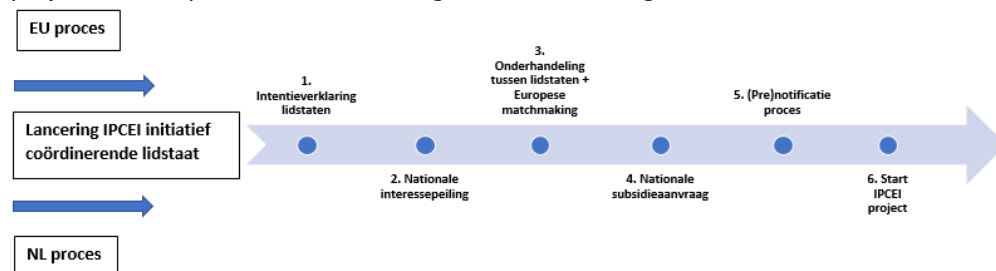 EU proces
Lancering IPCEI initiatief
coördinerende lidstaat
NL proces
1.
Intentieverklaring
lidstaten
2. Nationale
interessepeiling
3.
Onderhandeling
tussen lidstaten +
Europese
matchmaking
4. Nationale
subsidieaanvraag
5. (Pre)notificatie
proces
6. Start
IPCEI
project